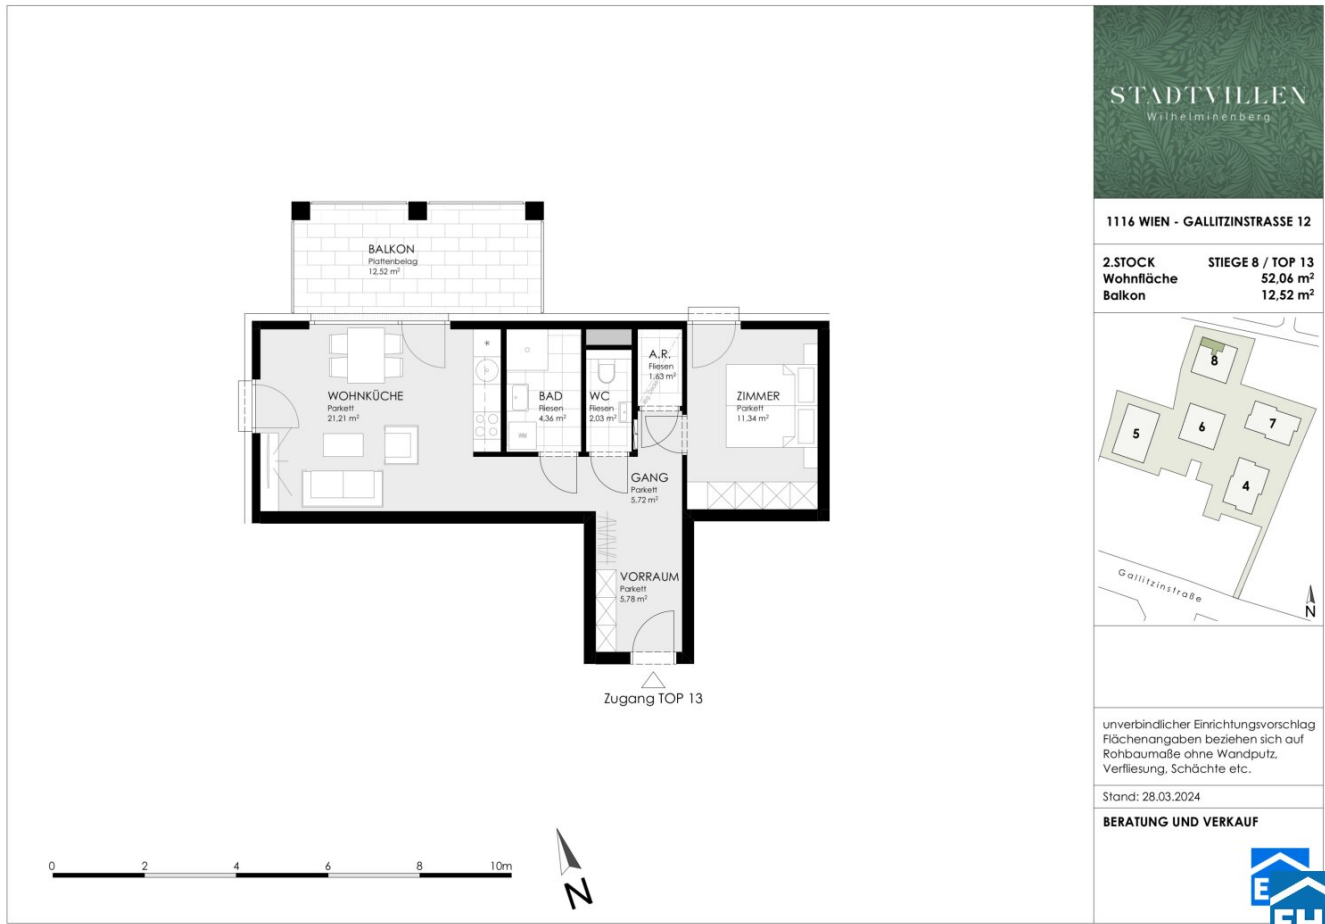 STADTVILLEN
Wilhelminenberg
1116 WIEN - GALLITZINSTRASSE 12
2.STOCK STIEGE 8 / TOP 13
Wohnfläche 52,06 m²
Balkon 12,52 m²
8
5
6
7
4
Gallitzinstraße
N
unverbindlicher Einrichtungsvorschlag
Flächenangaben beziehen sich auf
Rohbaumaße ohne Wandputz,
Verfliesung, Schächte etc.
Stand: 28.03.2024
BERATUNG UND VERKAUF
E
EH
BALKON
Plattenbelag
12,52 m²
WOHNKÜCHE
Parkett
21,21 m²
BAD
Fliesen
4,36 m²
WC
Fliesen
2,03 m²
A.R.
Fliesen
1,63 m²
ZIMMER
Parkett
11,34 m²
GANG
Parkett
5,72 m²
VORRAUM
Parkett
5,78 m²
Zugang TOP 13
0 2 4 6 8 10m
N